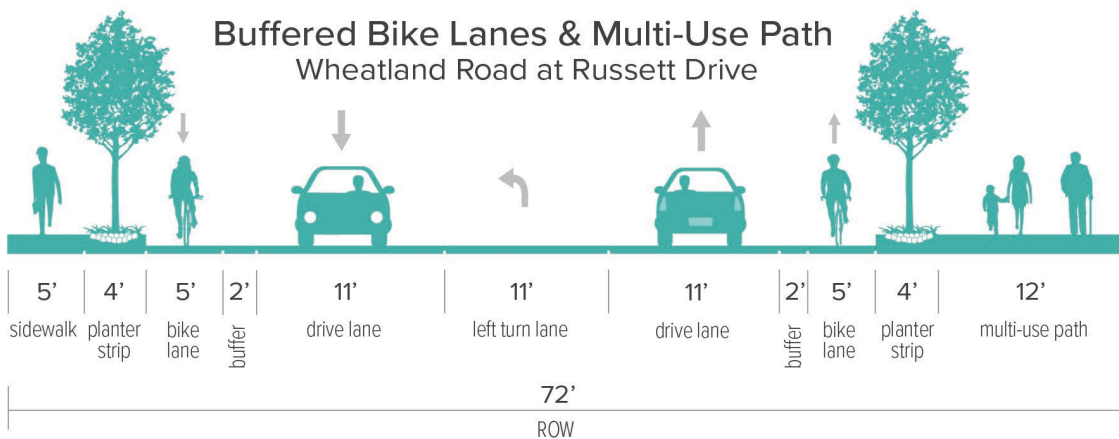 Buffered Bike Lanes & Multi-Use Path
Wheatland Road at Russett Drive
5’ 4’ 5’ 2’ 11’ 11’ 11’ 2’ 5’ 4’ 12’
sidewalk planter strip bike lane buffer drive lane left turn lane drive lane buffer bike lane planter strip multi-use path
72’
ROW